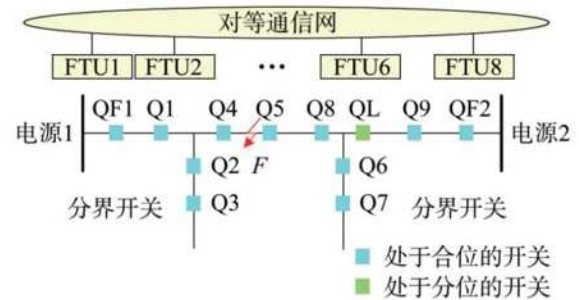 对等通信网
FTU1 FTU2 … FTU6 FTU8
QF1 Q1 Q4 Q5 Q8 QL Q9 QF2
电源1 电源2
Q2 F Q6
分界开关 Q3 Q7 分界开关
处于合位的开关
处于分位的开关